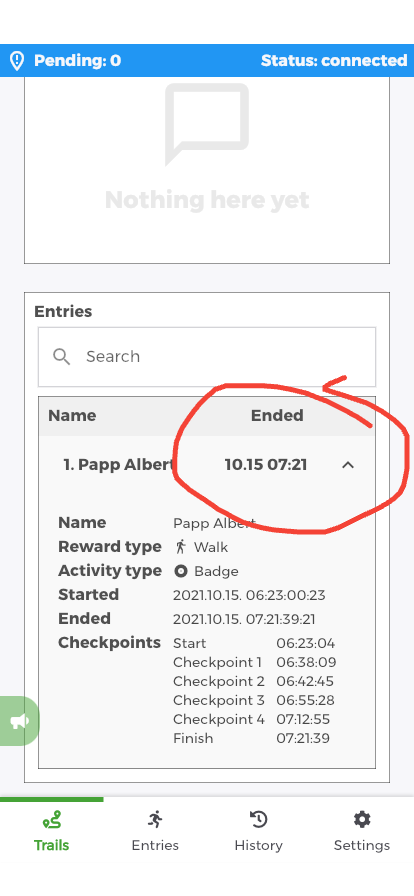 Pending: 0 Status: connected
Nothing here yet
Entries
Search
Name Ended
1. Papp Albert 10.15 07:21
Name Papp Albert
Reward type Walk
Activity type Badge
Started 2021.10.15. 06:23:00:23
Ended 2021.10.15. 07:21:39:21
Checkpoints Start 06:23:04
Checkpoint 1 06:38:09
Checkpoint 2 06:42:45
Checkpoint 3 06:55:28
Checkpoint 4 07:12:55
Finish 07:21:39
Trails Entries History Settings